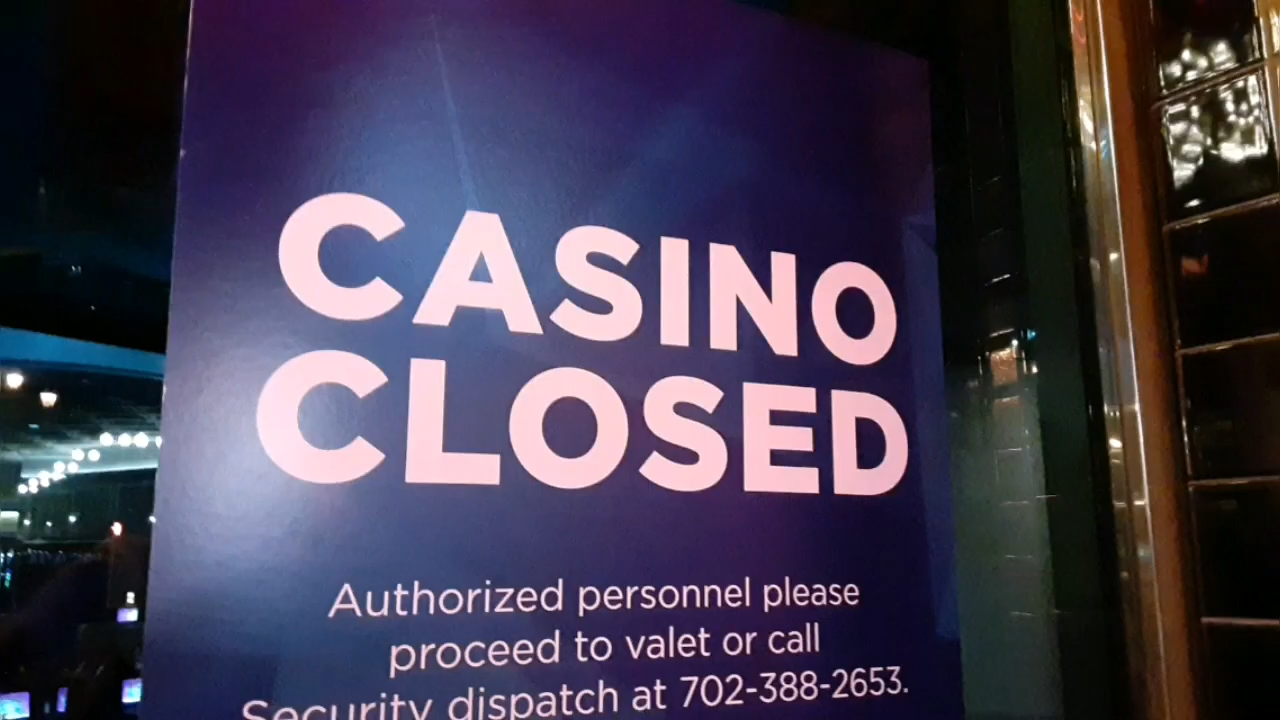 CASINO
CLOSED
Authorized personnel please
proceed to valet or call
Security dispatch at 702-388-2653.